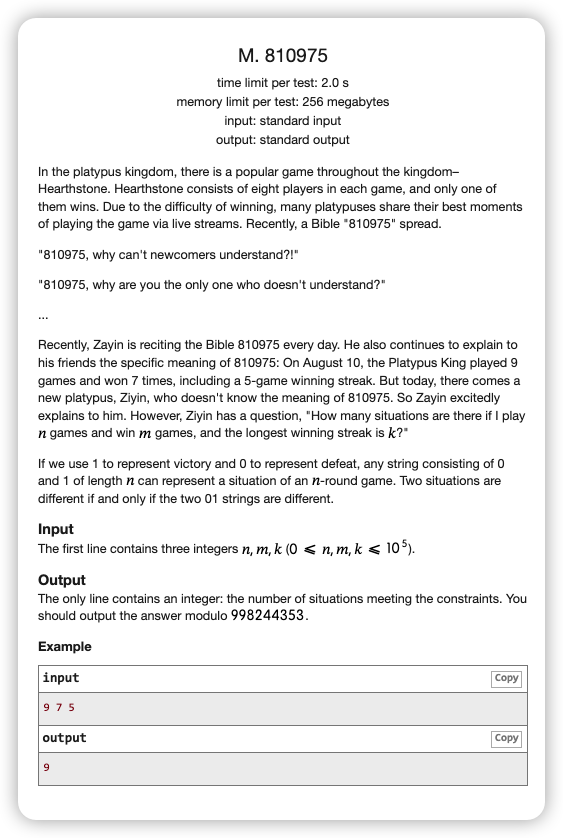 M. 810975
time limit per test: 2.0 s
memory limit per test: 256 megabytes
input: standard input
output: standard output
In the platypus kingdom, there is a popular game throughout the kingdom–
Hearthstone. Hearthstone consists of eight players in each game, and only one of
them wins. Due to the difficulty of winning, many platypuses share their best moments
of playing the game via live streams. Recently, a Bible "810975" spread.
"810975, why can't newcomers understand?!"
"810975, why are you the only one who doesn't understand?"
...
Recently, Zayin is reciting the Bible 810975 every day. He also continues to explain to
his friends the specific meaning of 810975: On August 10, the Platypus King played 9
games and won 7 times, including a 5-game winning streak. But today, there comes a
new platypus, Ziyin, who doesn't know the meaning of 810975. So Zayin excitedly
explains to him. However, Ziyin has a question, "How many situations are there if I play
n games and win m games, and the longest winning streak is k?"
If we use 1 to represent victory and 0 to represent defeat, any string consisting of 0
and 1 of length n can represent a situation of an n-round game. Two situations are
different if and only if the two 01 strings are different.
Input
The first line contains three integers n, m, k (0 ⩽ n, m, k ⩽ 10^5).
Output
The only line contains an integer: the number of situations meeting the constraints. You
should output the answer modulo 998244353.
Example
input Copy
9 7 5
output Copy
9